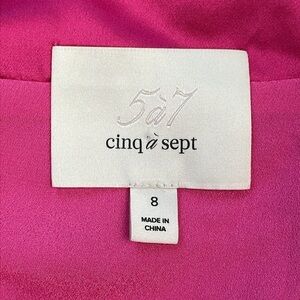 5à7
cinq à sept
8
MADE IN
CHINA